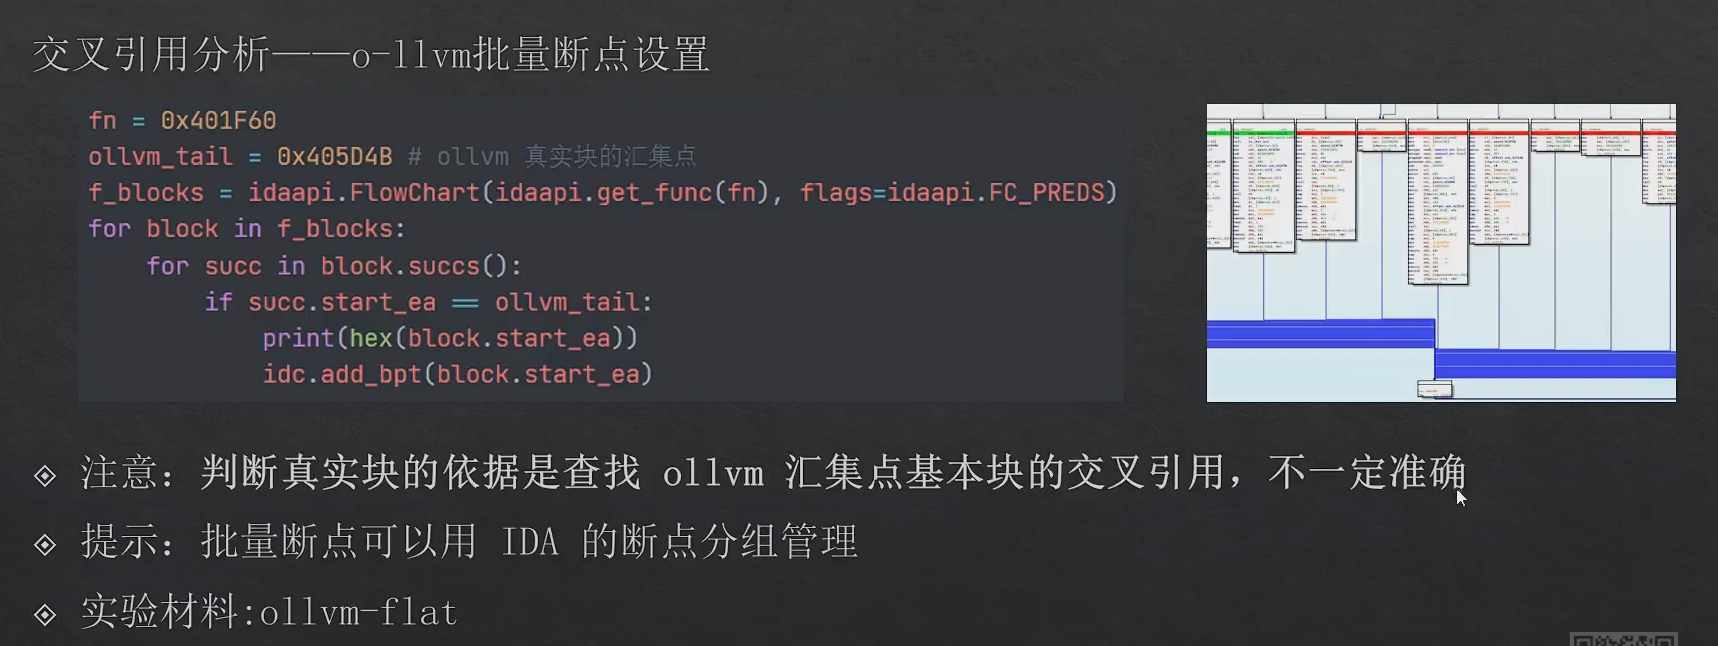 交叉引用分析——o-llvm批量断点设置
fn = 0x401F60
ollvm_tail = 0x405D4B # ollvm 真实块的汇集点
f_blocks = idaapi.FlowChart(idaapi.get_func(fn), flags=idaapi.FC_PREDS)
for block in f_blocks:
    for succ in block.succs():
        if succ.start_ea == ollvm_tail:
            print(hex(block.start_ea))
            idc.add_bpt(block.start_ea)
注意：判断真实块的依据是查找 ollvm 汇集点基本块的交叉引用，不一定准确
提示：批量断点可以用 IDA 的断点分组管理
实验材料:ollvm-flat